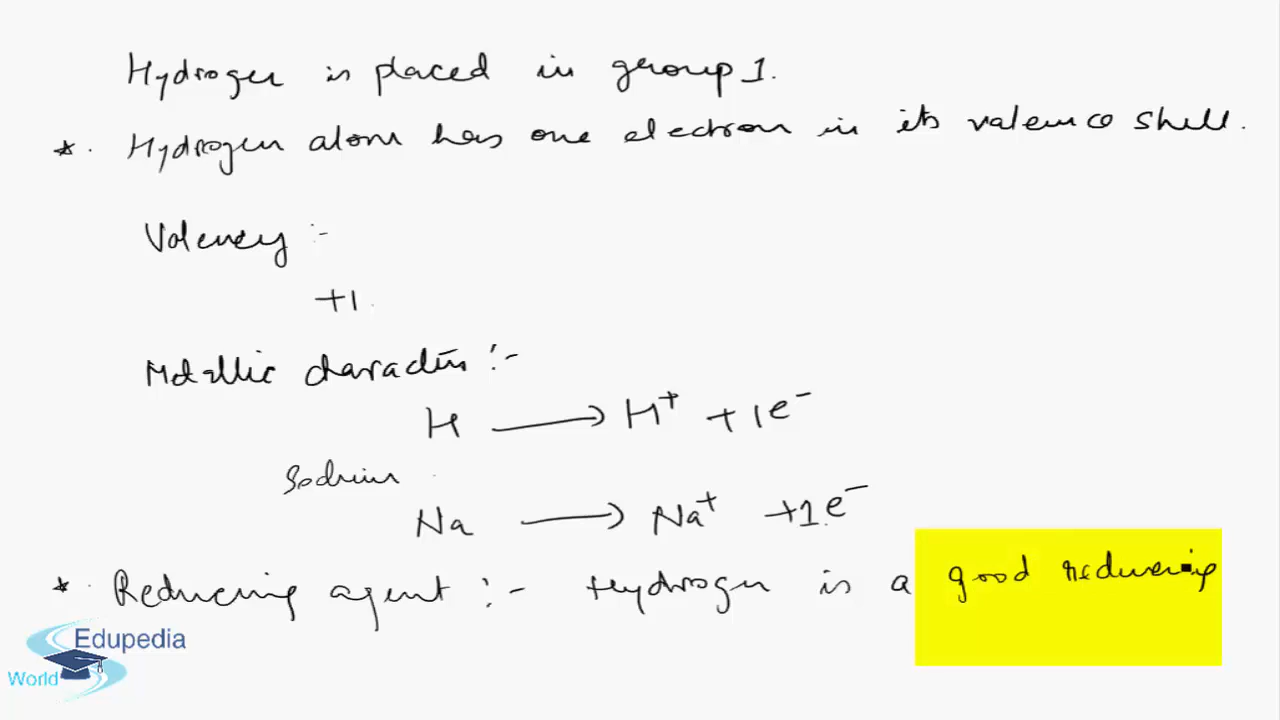 Hydrogen is placed in group 1.
* . Hydrogen atom has one electron in its valence shell.
Valency :-
+1
Metallic character :-
H ⟶ H⁺ + 1e⁻
Sodium
Na ⟶ Na⁺ + 1e⁻
* . Reducing agent :- Hydrogen is a good reducing
Edupedia
World